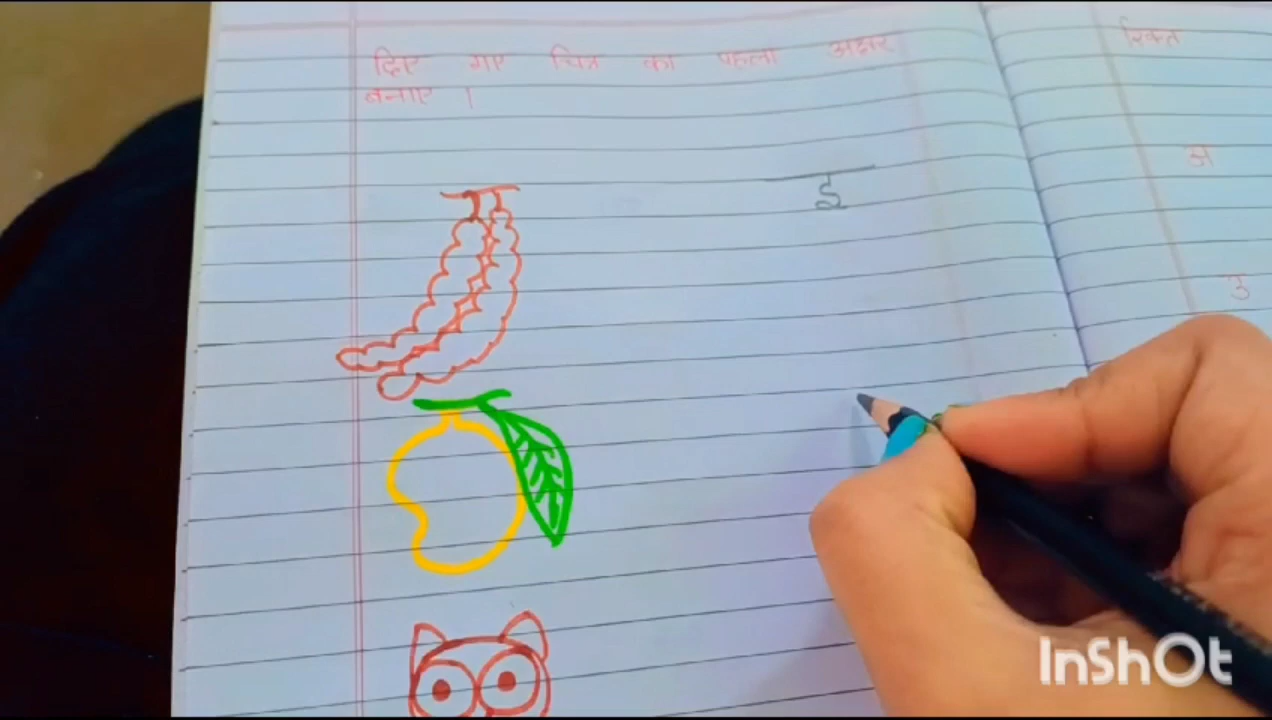 दिए गए चित्र का पहला अक्षर
बनाए ।
इ
रिक्त
अ
उ
InShOt